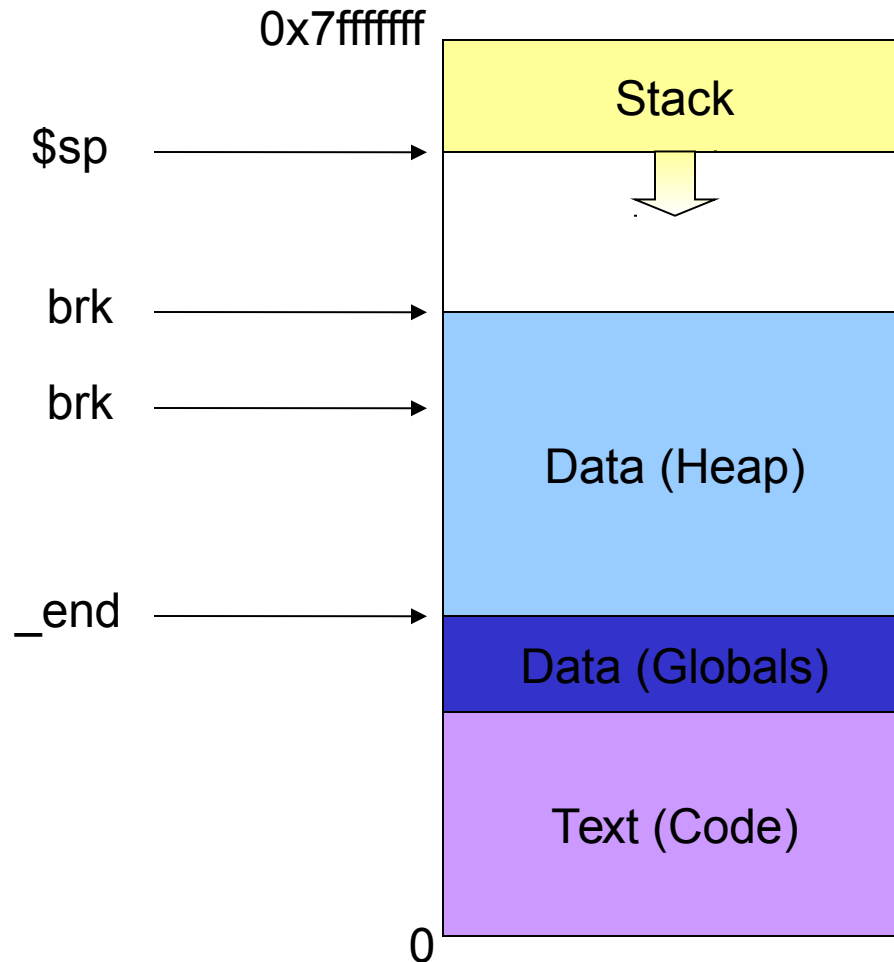 0x7fffffff
Stack
$sp
brk
brk
Data (Heap)
_end
Data (Globals)
Text (Code)
0